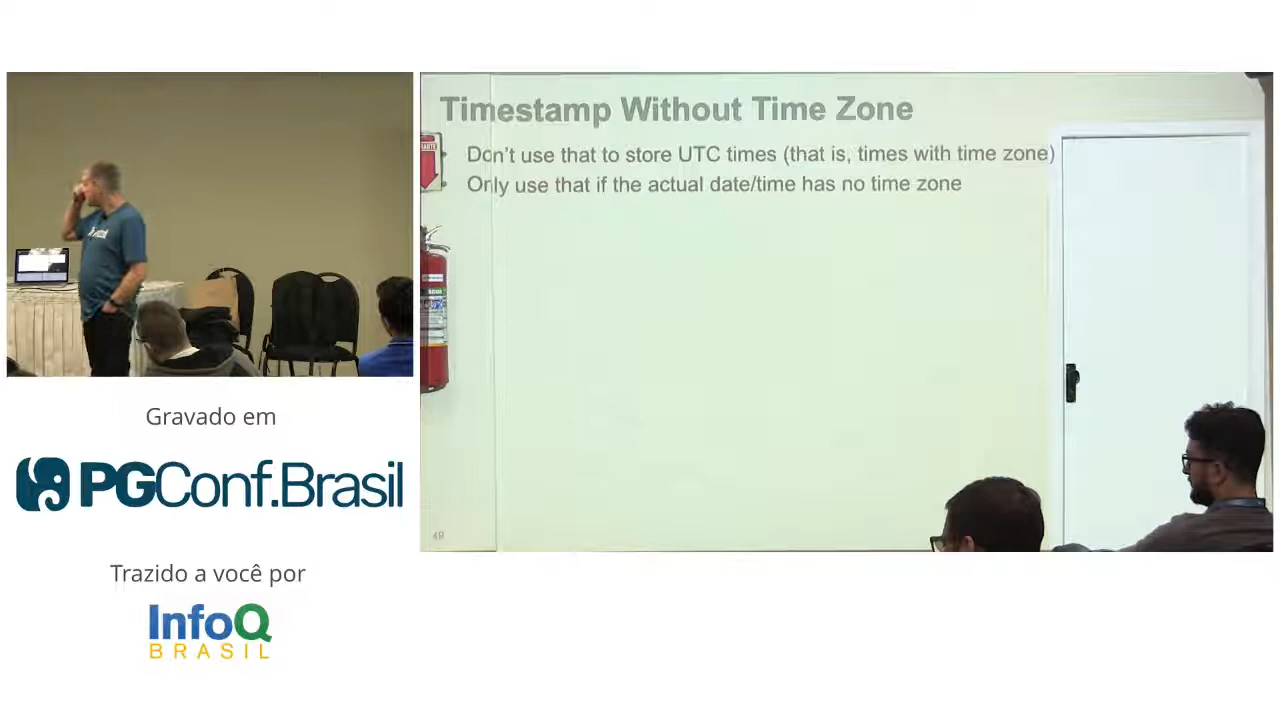 Timestamp Without Time Zone
Don't use that to store UTC times (that is, times with time zone)
Only use that if the actual date/time has no time zone
49
Gravado em
PGConf.Brasil
Trazido a você por
InfoQ
BRASIL